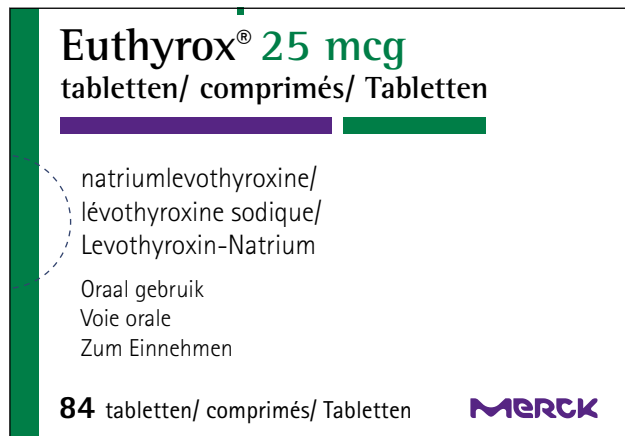 Euthyrox® 25 mcg
tabletten/ comprimés/ Tabletten
natriumlevothyroxine/
lévothyroxine sodique/
Levothyroxin-Natrium
Oraal gebruik
Voie orale
Zum Einnehmen
84 tabletten/ comprimés/ Tabletten
MERCK